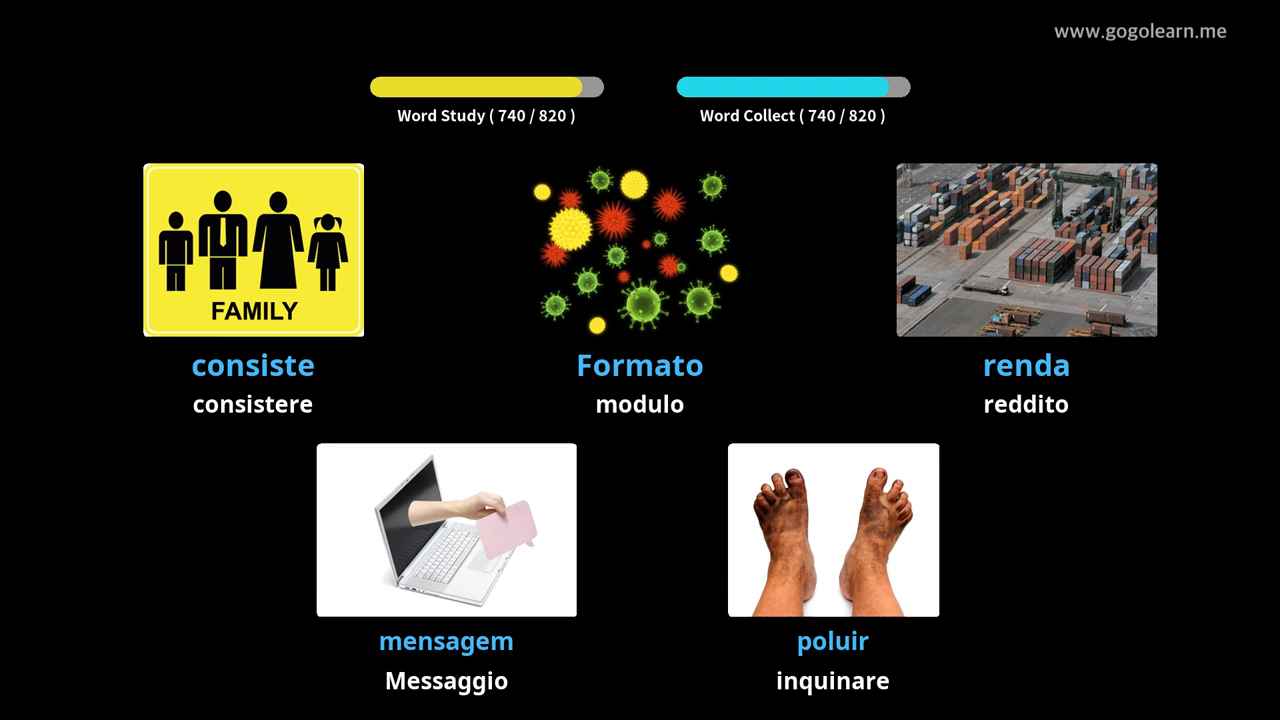 www.gogolearn.me
Word Study ( 740 / 820 )
Word Collect ( 740 / 820 )
FAMILY
consiste
consistere
Formato
modulo
renda
reddito
mensagem
Messaggio
poluir
inquinare